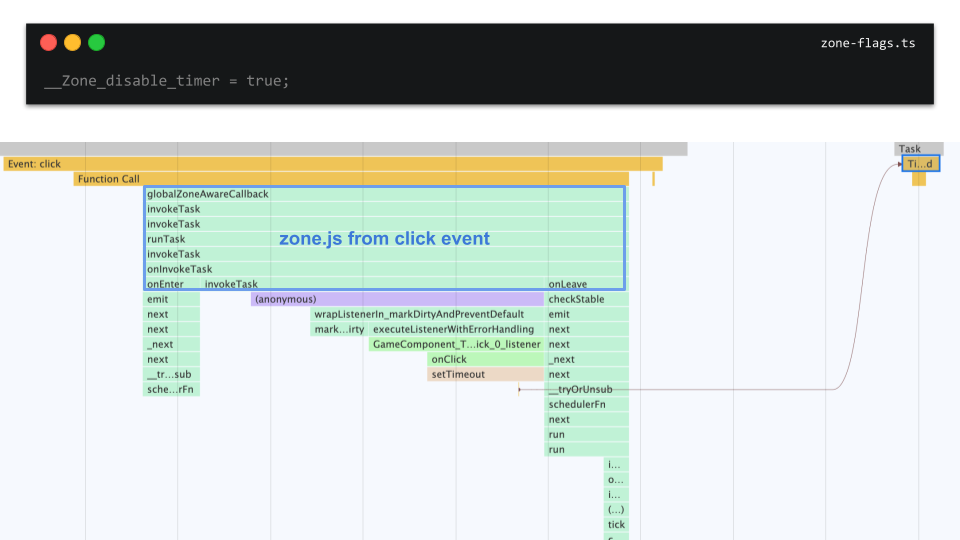 zone-flags.ts
__Zone_disable_timer = true;
Task
Event: click
Ti...d
Function Call
globalZoneAwareCallback
invokeTask
invokeTask
runTask
zone.js from click event
invokeTask
onInvokeTask
onEnter invokeTask onLeave
emit (anonymous) checkStable
next wrapListenerIn_markDirtyAndPreventDefault emit
next mark...irty executeListenerWithErrorHandling next
_next GameComponent_T...ick_0_listener next
next onClick _next
__tr...sub setTimeout next
sche...rFn __tryOrUnsub
schedulerFn
next
run
run
i...
o...
i...
(...)
tick